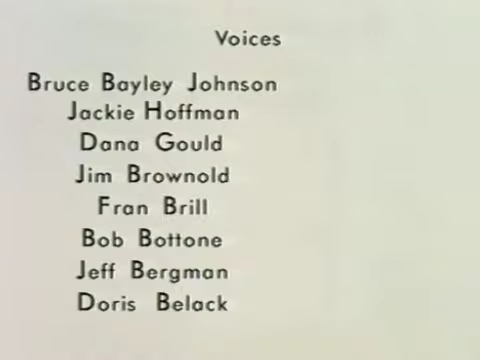 Voices
Bruce Bayley Johnson
Jackie Hoffman
Dana Gould
Jim Brownold
Fran Brill
Bob Bottone
Jeff Bergman
Doris Belack